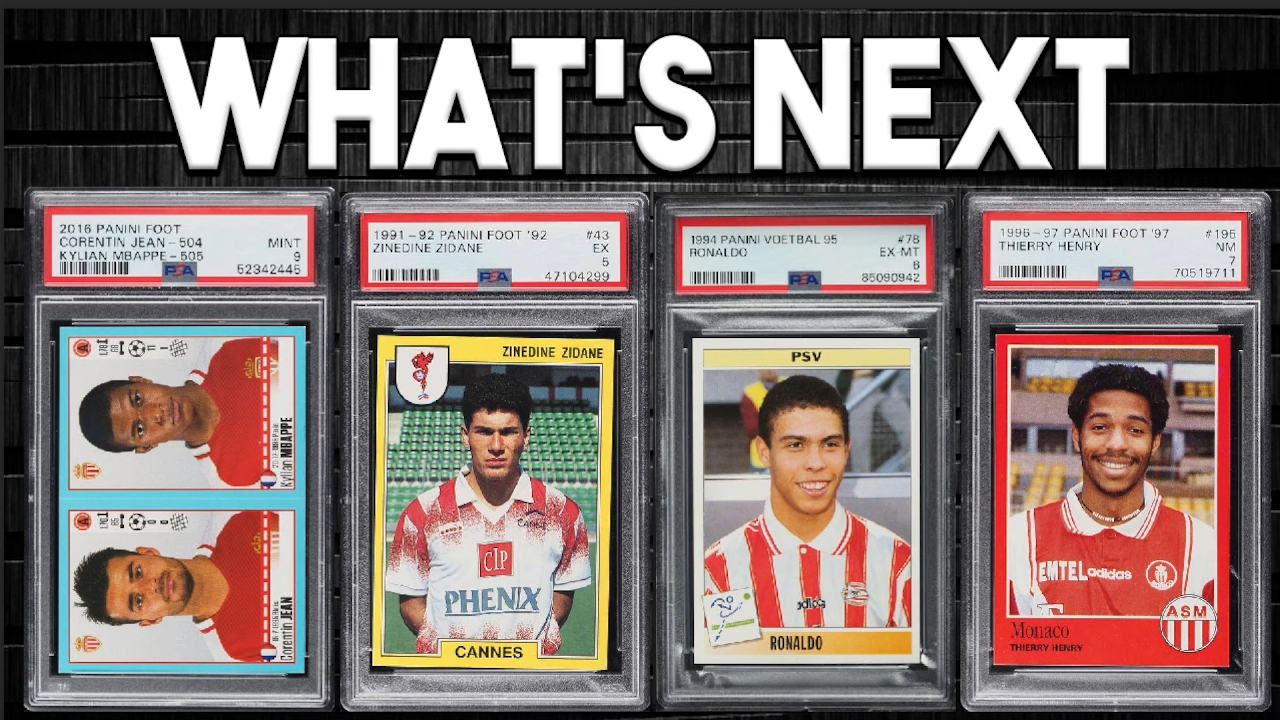 WHAT'S NEXT
2016 PANINI FOOT
CORENTIN JEAN - 504
MINT
KYLIAN MBAPPE - 505
9
PSA
52342445
Kylian MBAPPE
Corentin JEAN
1991-92 PANINI FOOT '92
#43
ZINEDINE ZIDANE
EX
5
PSA
47104299
ZINEDINE ZIDANE
CIP
PHENIX
CANNES
1994 PANINI VOETBAL 95
#78
RONALDO
EX-MT
6
PSA
85090942
PSV
adidas
RONALDO
1996-97 PANINI FOOT '97
#195
THIERRY HENRY
NM
7
PSA
70519711
EMTEL adidas
ASM
Monaco
THIERRY HENRY